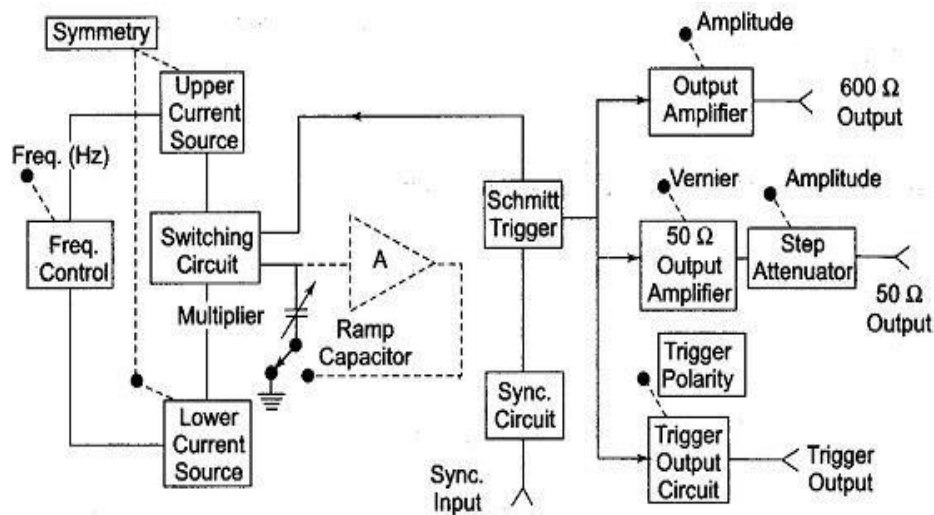 Symmetry
Upper
Current
Source
Freq. (Hz)
Freq.
Control
Switching
Circuit
Multiplier
A
Ramp
Capacitor
Lower
Current
Source
Schmitt
Trigger
Sync.
Circuit
Sync.
Input
Amplitude
Output
Amplifier
600 Ω
Output
Vernier
50 Ω
Output
Amplifier
Amplitude
Step
Attenuator
50 Ω
Output
Trigger
Polarity
Trigger
Output
Circuit
Trigger
Output